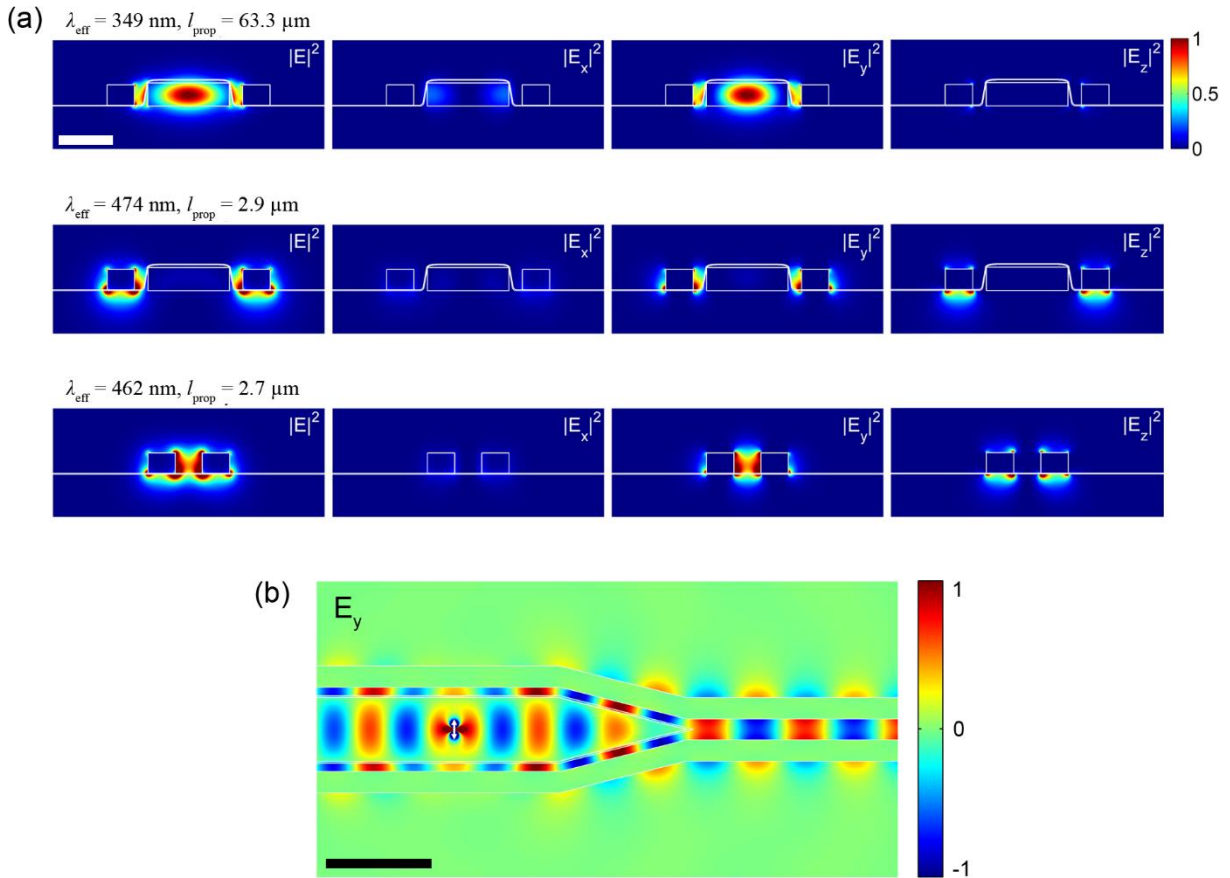 (a)
λeff = 349 nm, lprop = 63.3 μm
|E|² |Ex|² |Ey|² |Ez|²
1
0.5
0
λeff = 474 nm, lprop = 2.9 μm
|E|² |Ex|² |Ey|² |Ez|²
λeff = 462 nm, lprop = 2.7 μm
|E|² |Ex|² |Ey|² |Ez|²
(b)
Ey
1
0
-1